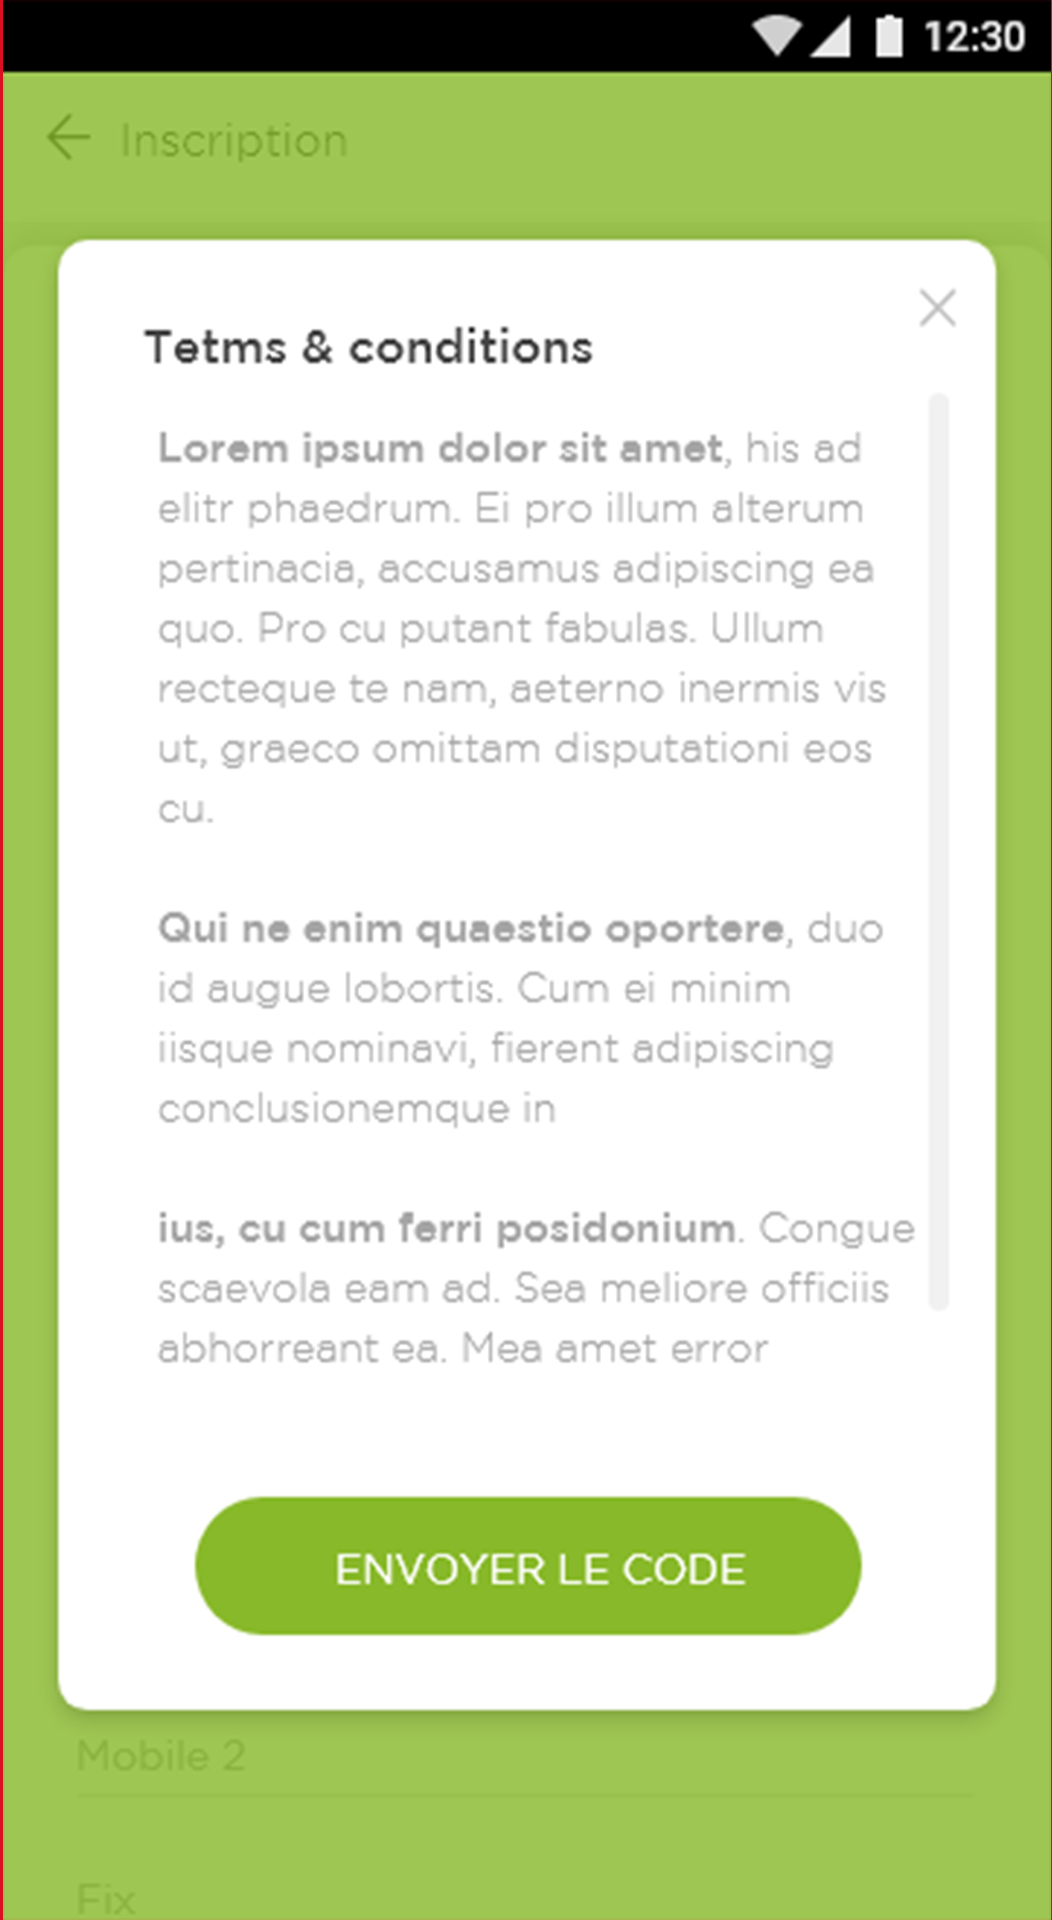 12:30
Inscription
Tetms & conditions
Lorem ipsum dolor sit amet, his ad
elitr phaedrum. Ei pro illum alterum
pertinacia, accusamus adipiscing ea
quo. Pro cu putant fabulas. Ullum
recteque te nam, aeterno inermis vis
ut, graeco omittam disputationi eos
cu.
Qui ne enim quaestio oportere, duo
id augue lobortis. Cum ei minim
iisque nominavi, fierent adipiscing
conclusionemque in
ius, cu cum ferri posidonium. Congue
scaevola eam ad. Sea meliore officiis
abhorreant ea. Mea amet error
ENVOYER LE CODE
Mobile 2
Fix